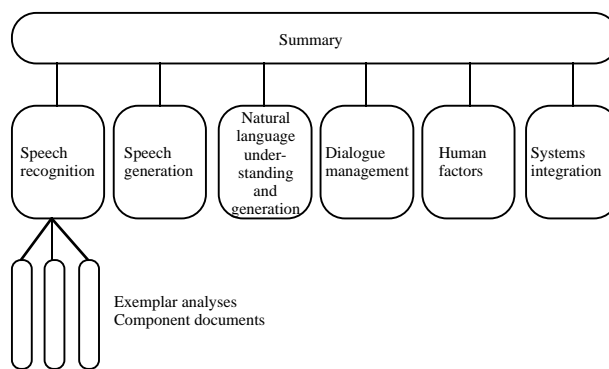 Summary
Speech
recognition
Speech
generation
Natural
language
under-
standing
and
generation
Dialogue
management
Human
factors
Systems
integration
Exemplar analyses
Component documents